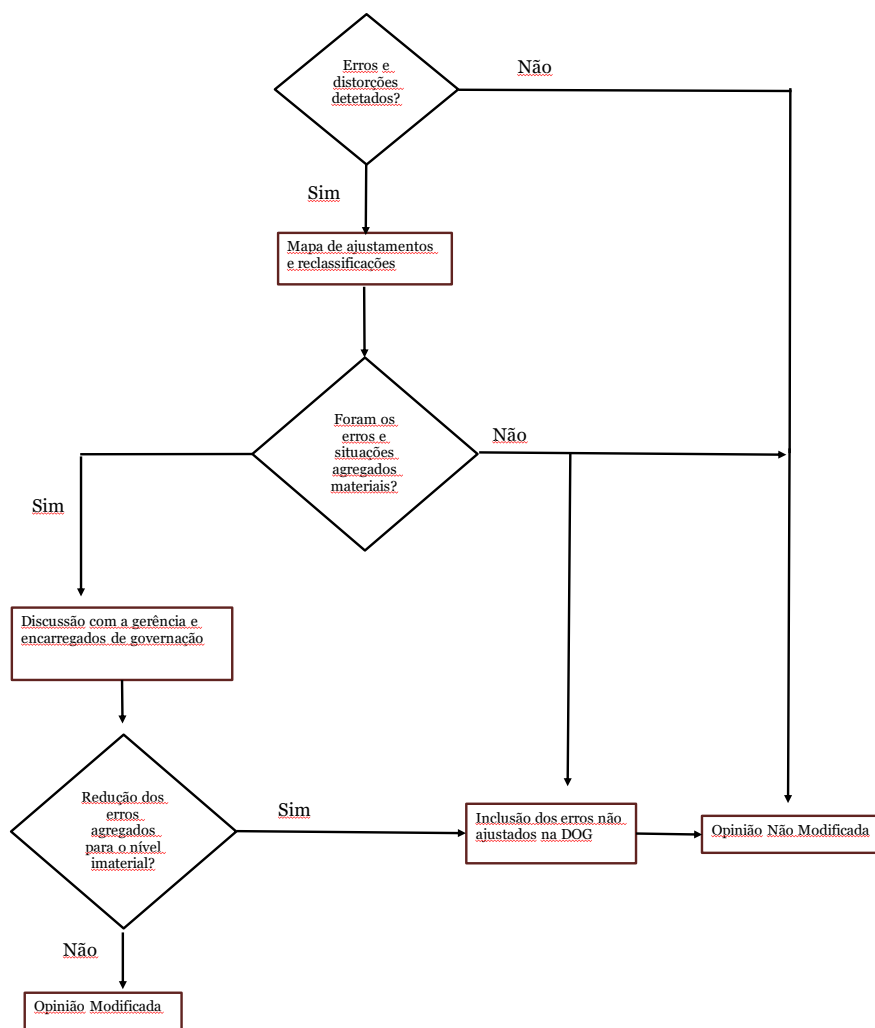 Erros e
distorções
detetados?
Não
Sim
Mapa de ajustamentos
e reclassificações
Foram os
erros e
situações
agregados
materiais?
Não
Sim
Discussão com a gerência e
encarregados de governação
Redução dos
erros
agregados
para o nível
imaterial?
Sim
Inclusão dos erros não
ajustados na DOG
Opinião Não Modificada
Não
Opinião Modificada